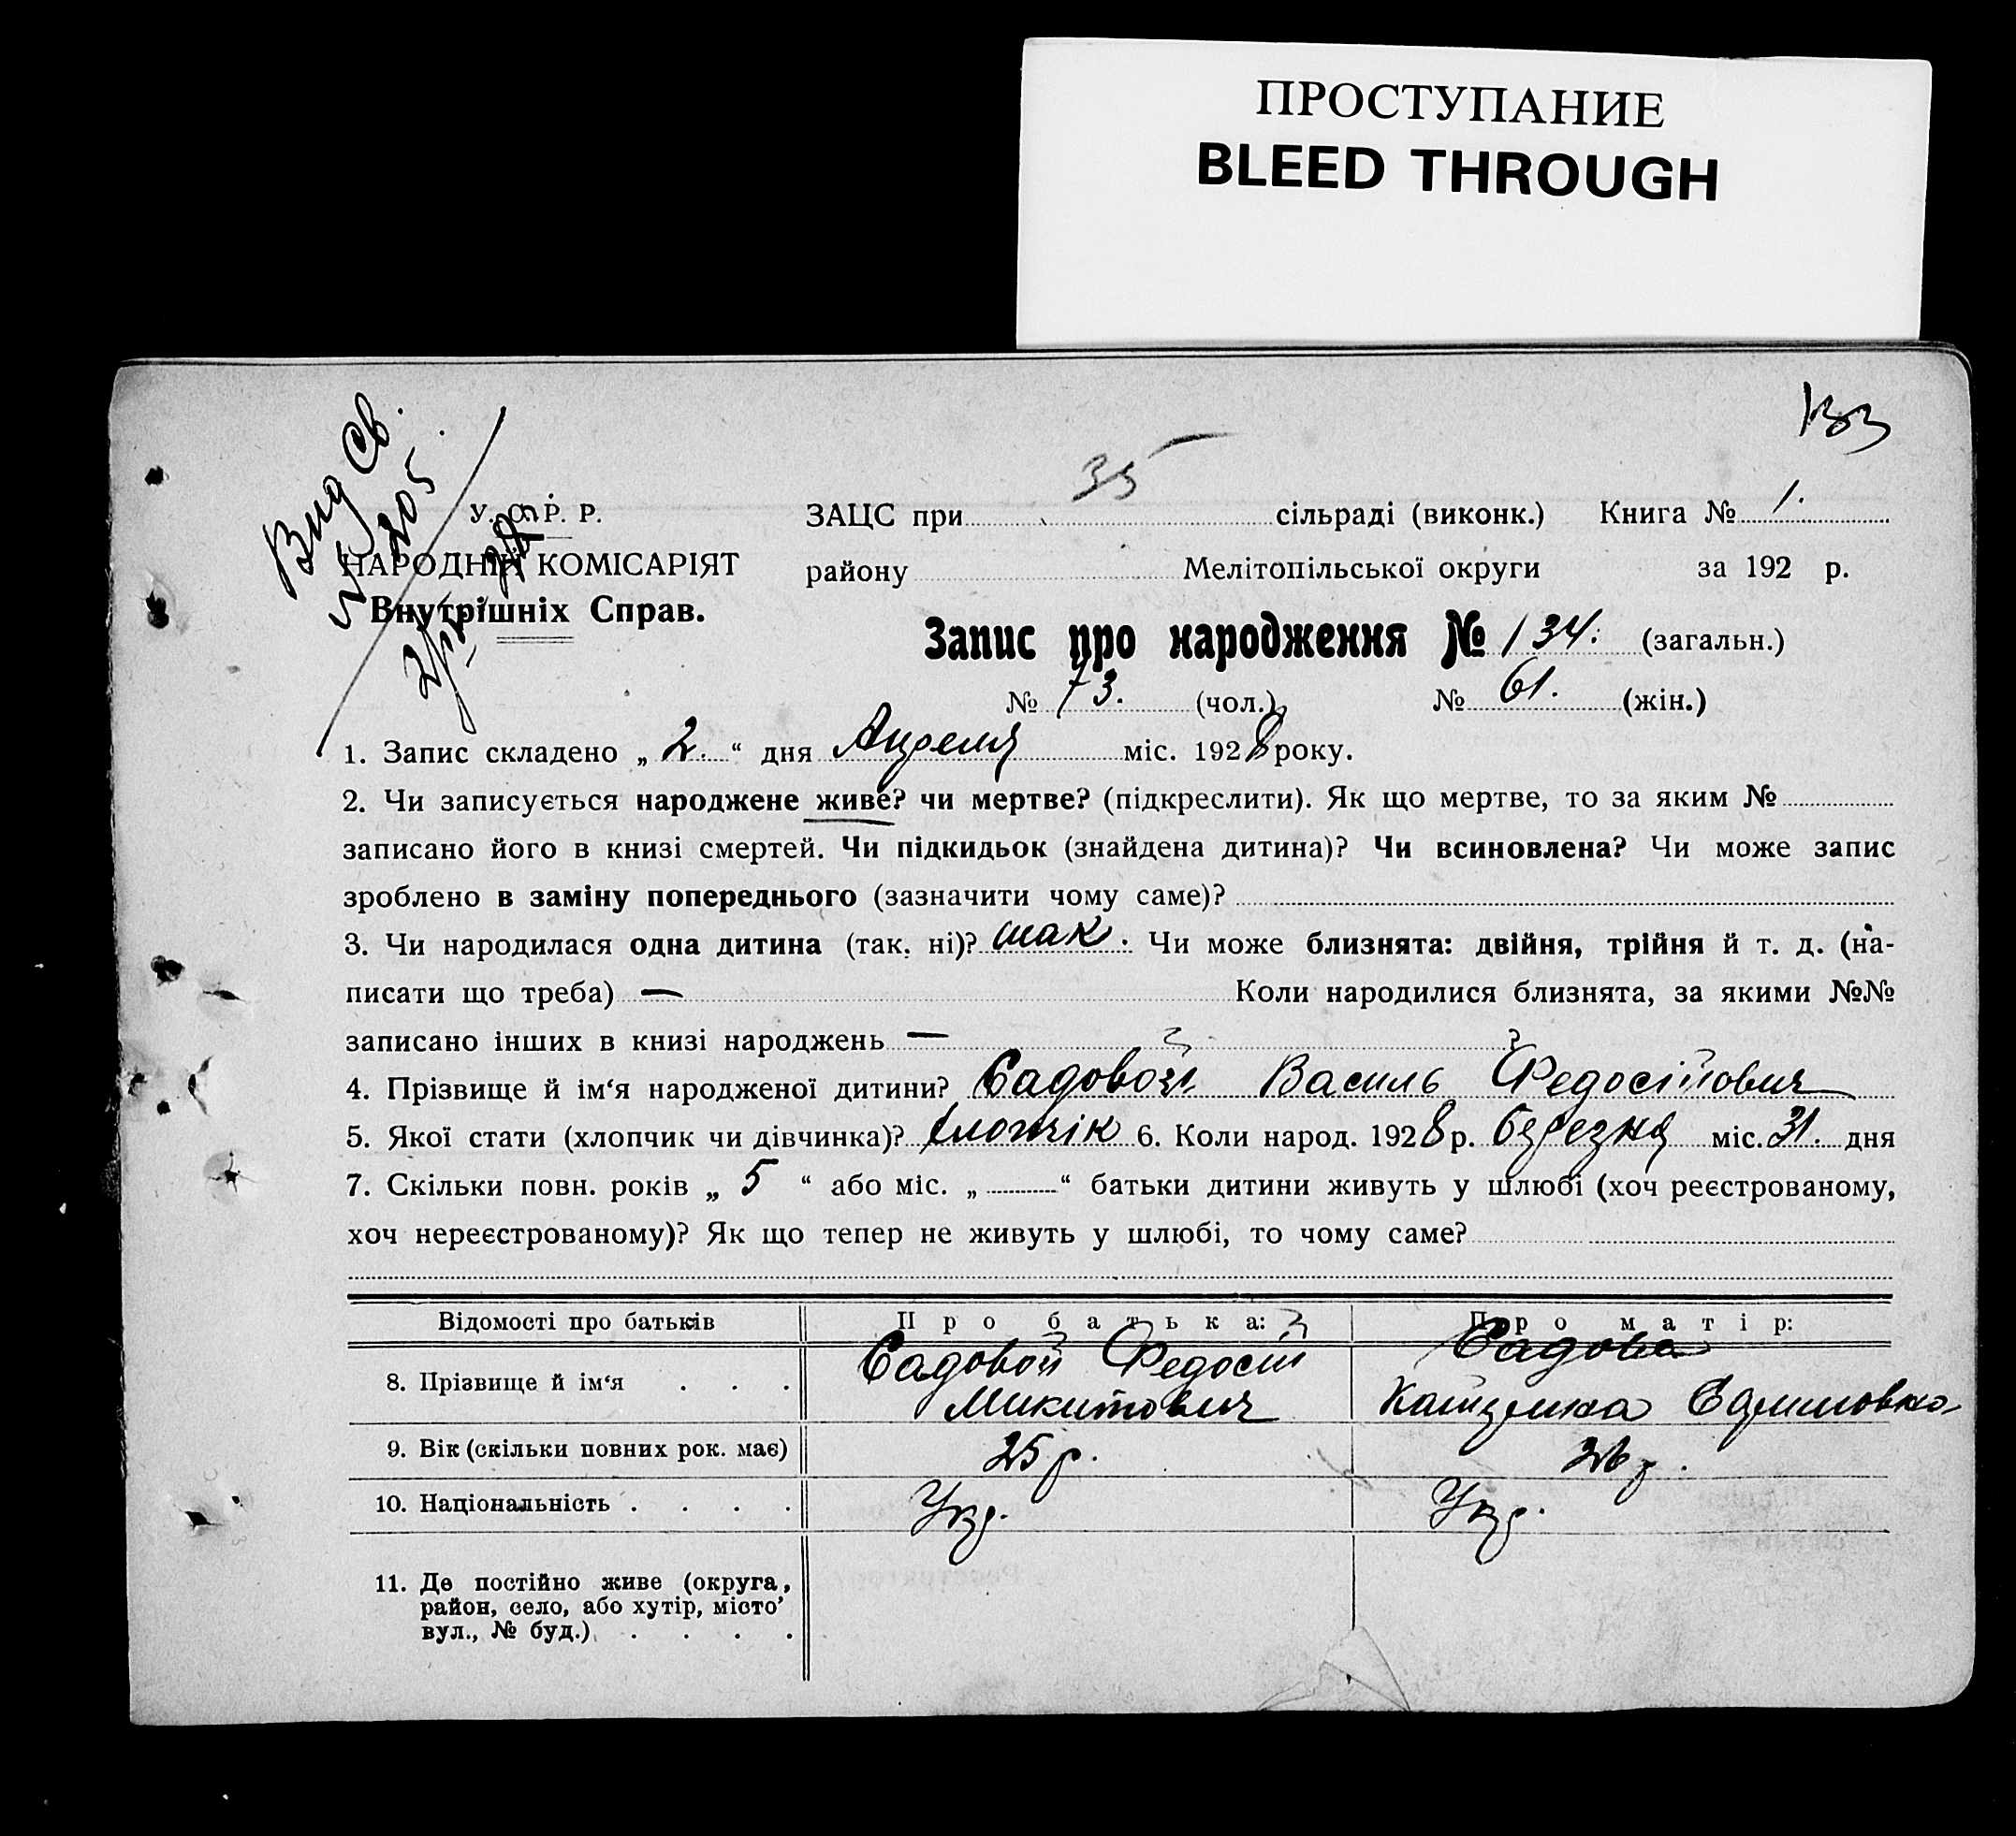 ПРОСТУПАНИЕ
BLEED THROUGH
133
35
Вид Св.
205
У. С. Р. Р.
НАРОДНІЙ КОМІСАРІЯТ
Внутрішніх Справ.
ЗАЦС при сільраді (виконк.) Книга № 1.
району Мелітопільської округи за 192 р.
Запис про народження № 134. (загальн.)
№ 73. (чол.) № 61. (жін.)
1. Запис складено „ 2. “ дня Апреля міс. 1928 року.
2. Чи записується народжене живе? чи мертве? (підкреслити). Як що мертве, то за яким №
записано його в книзі смертей. Чи підкидьок (знайдена дитина)? Чи всиновлена? Чи може запис
зроблено в заміну попереднього (зазначити чому саме)?
3. Чи народилася одна дитина (так, ні)? так. Чи може близнята: двійня, трійня й т. д. (на-
писати що треба) — Коли народилися близнята, за якими №№
записано інших в книзі народжень —
4. Прізвище й ім‘я народженої дитини? Садовой Василь Федосійович
5. Якої стати (хлопчик чи дівчинка)? хлопчік 6. Коли народ. 1928 р. березня міс. 31. дня
7. Скільки повн. років „ 5 “ або міс. „ “ батьки дитини живуть у шлюбі (хоч реєстрованому,
хоч нереєстрованому)? Як що тепер не живуть у шлюбі, то чому саме?
Відомості про батьків Про батька: Про матір:
8. Прізвище й ім‘я . . . Садовой Федосій Микитович Садова
9. Вік (скільки повних рок. має) 25 р. 26 р.
10. Національність . . . . Укр. Укр.
11. Де постійно живе (округа,
район, село, або хутір, місто’
вул., № буд.) . . . .